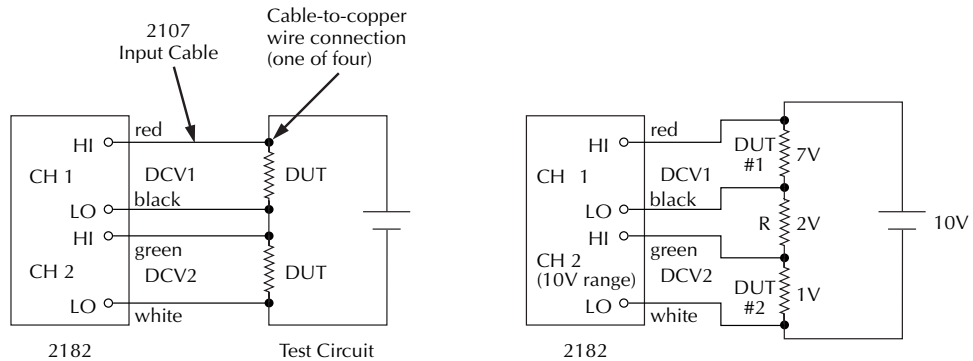 2107
Input Cable
Cable-to-copper
wire connection
(one of four)
HI
red
CH 1
DCV1
DUT
LO
black
HI
green
CH 2
DCV2
DUT
LO
white
2182
Test Circuit
HI
red
DUT
#1
7V
CH 1
DCV1
LO
black
R
2V
10V
HI
green
CH 2
(10V range)
DCV2
DUT
#2
1V
LO
white
2182